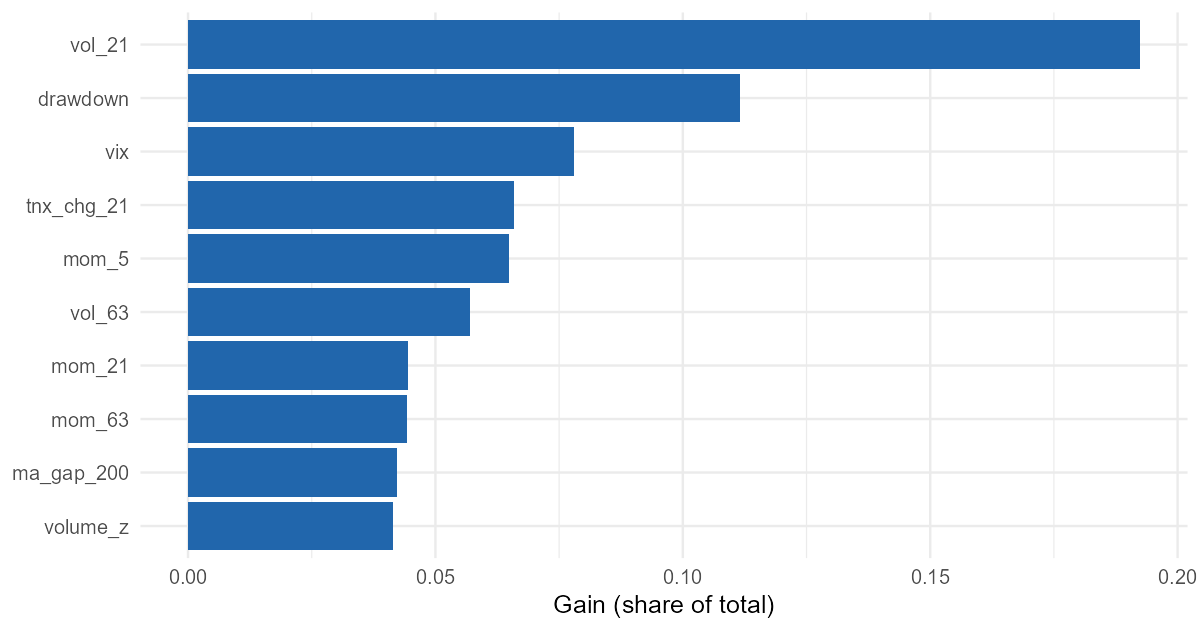 vol_21
drawdown
vix
tnx_chg_21
mom_5
vol_63
mom_21
mom_63
ma_gap_200
volume_z
0.00 0.05 0.10 0.15 0.20
Gain (share of total)